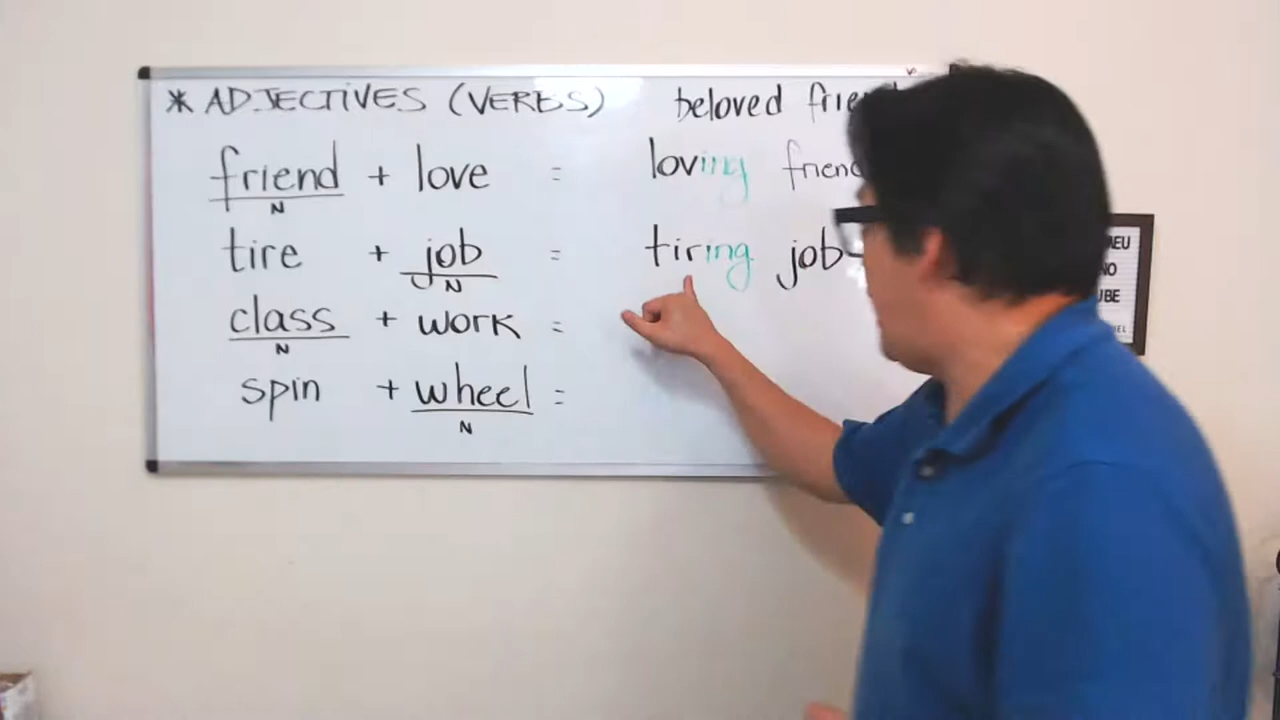 * ADJECTIVES (VERBS) beloved
friend + love = loving
N
tire + job = tiring job
N
class + work =
N
spin + wheel =
N